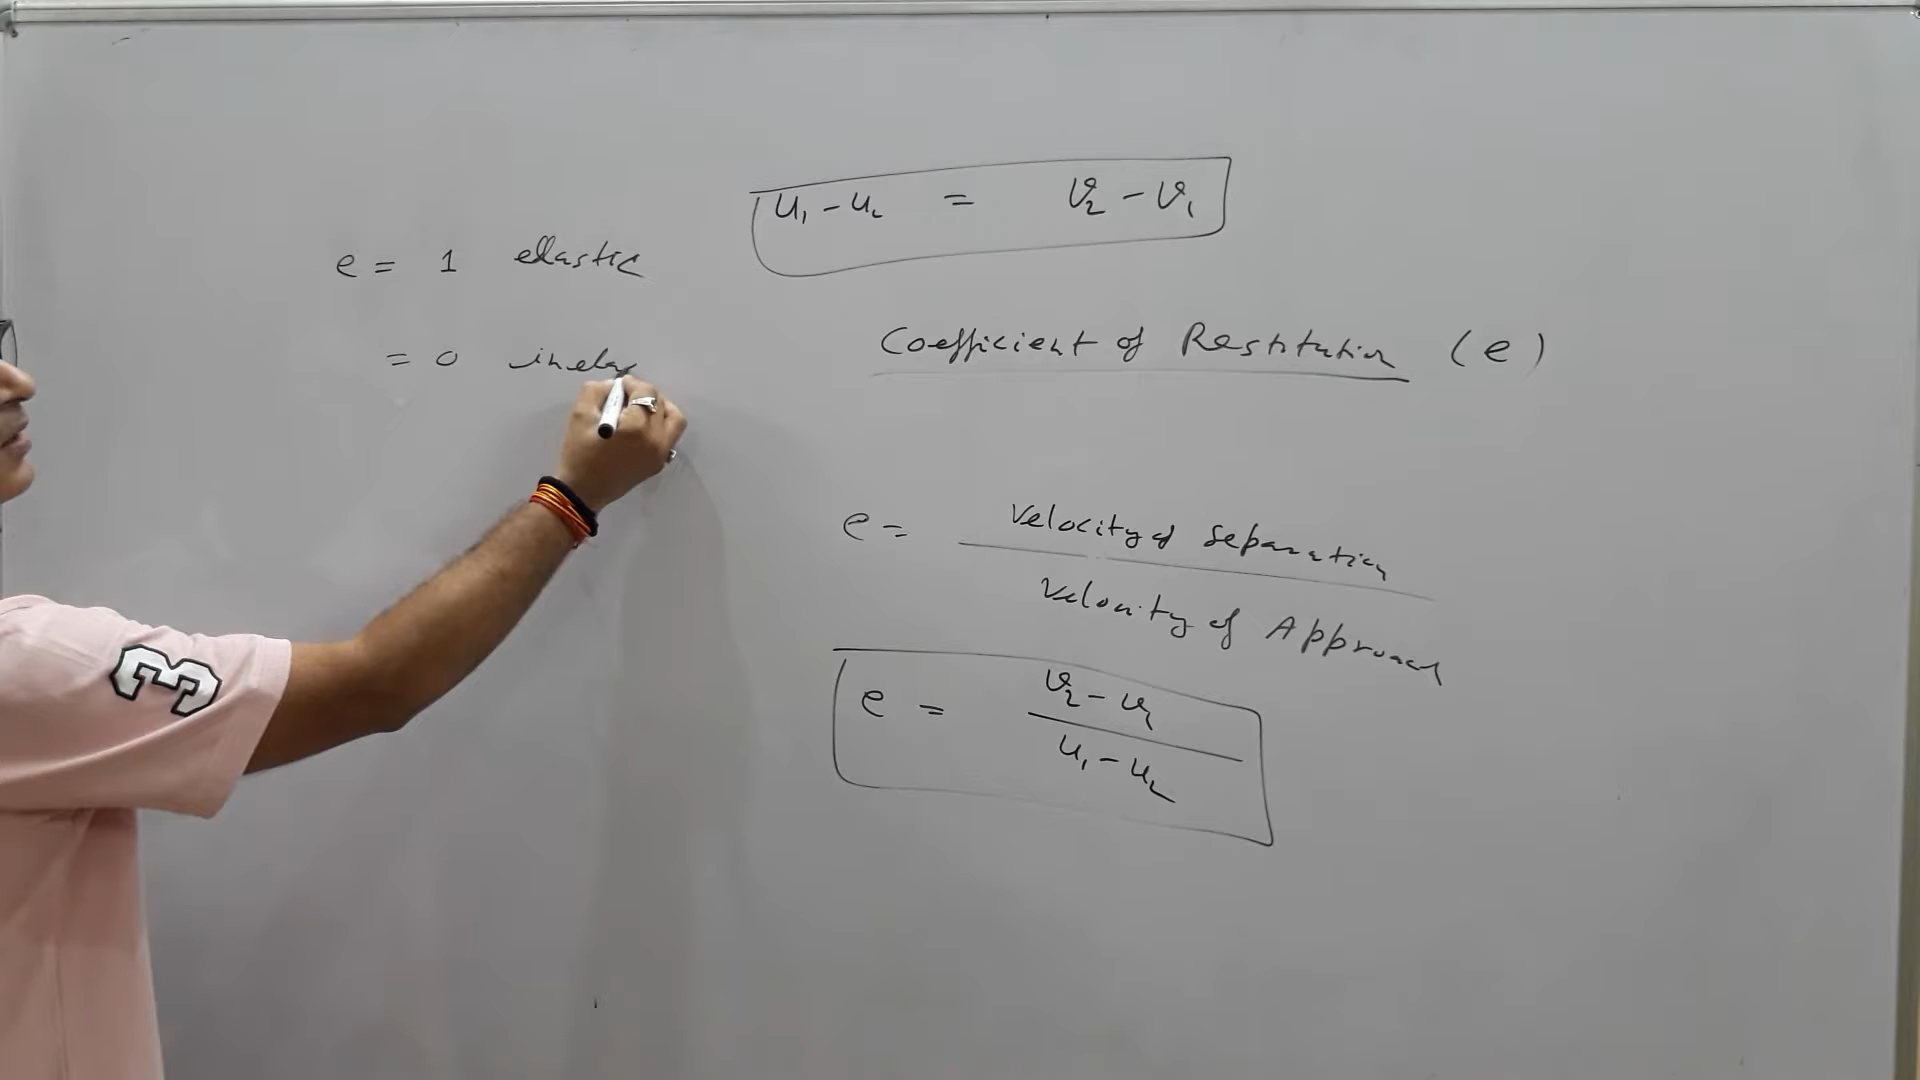 u₁ - u₂ = v₂ - v₁
e = 1 elastic
= 0 inelas
Coefficient of Restitution (e)
e = Velocity of Separation
Velocity of Approach
e = v₂ - v₁
u₁ - u₂
3